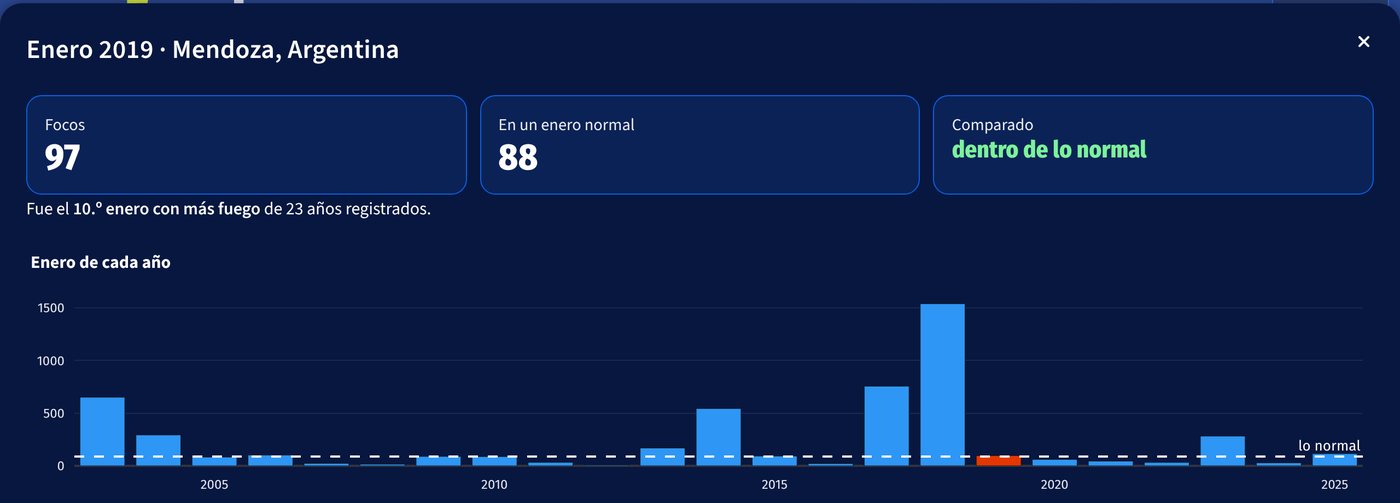 Enero 2019 · Mendoza, Argentina
×
Focos
97
En un enero normal
88
Comparado
dentro de lo normal
Fue el 10.º enero con más fuego de 23 años registrados.
Enero de cada año
1500
1000
500
0
lo normal
2005
2010
2015
2020
2025